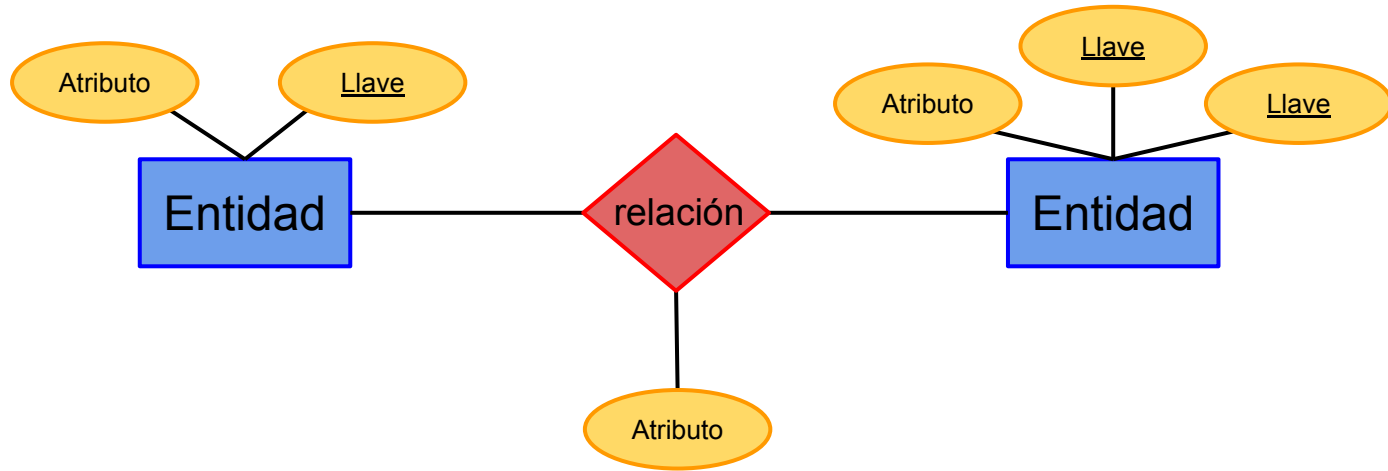 Llave
Atributo
Llave
Atributo
Llave
Entidad
relación
Entidad
Atributo